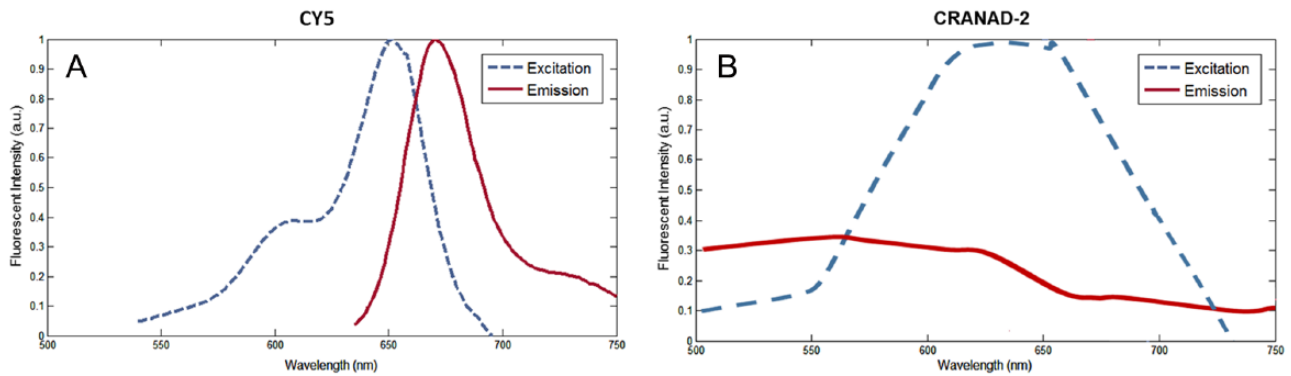 CY5
A
Excitation
Emission
Fluorescent Intensity (a.u.)
1
0.9
0.8
0.7
0.6
0.5
0.4
0.3
0.2
0.1
0
500
550
600
650
700
750
Wavelength (nm)
CRANAD-2
B
Excitation
Emission
Fluorescent Intensity (a.u.)
1
0.9
0.8
0.7
0.6
0.5
0.4
0.3
0.2
0.1
0
500
550
600
650
700
750
Wavelength (nm)